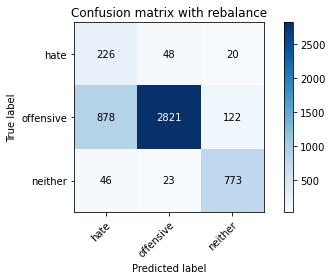 Confusion matrix with rebalance
hate 226 48 20
offensive 878 2821 122
neither 46 23 773
hate offensive neither
True label
Predicted label
2500
2000
1500
1000
500